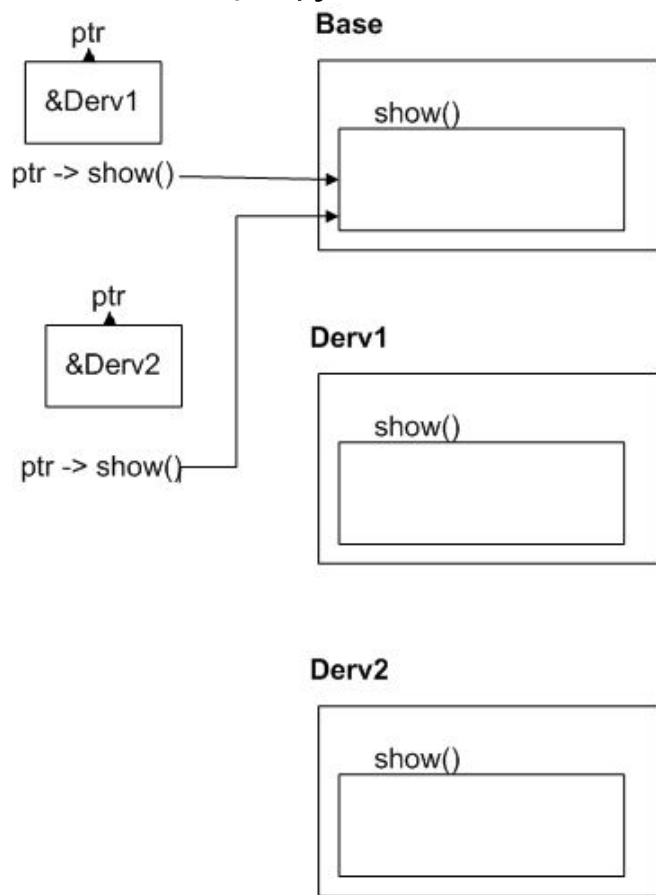 Base
ptr
&Derv1
show()
ptr -> show()
ptr
&Derv2
ptr -> show()
Derv1
show()
Derv2
show()